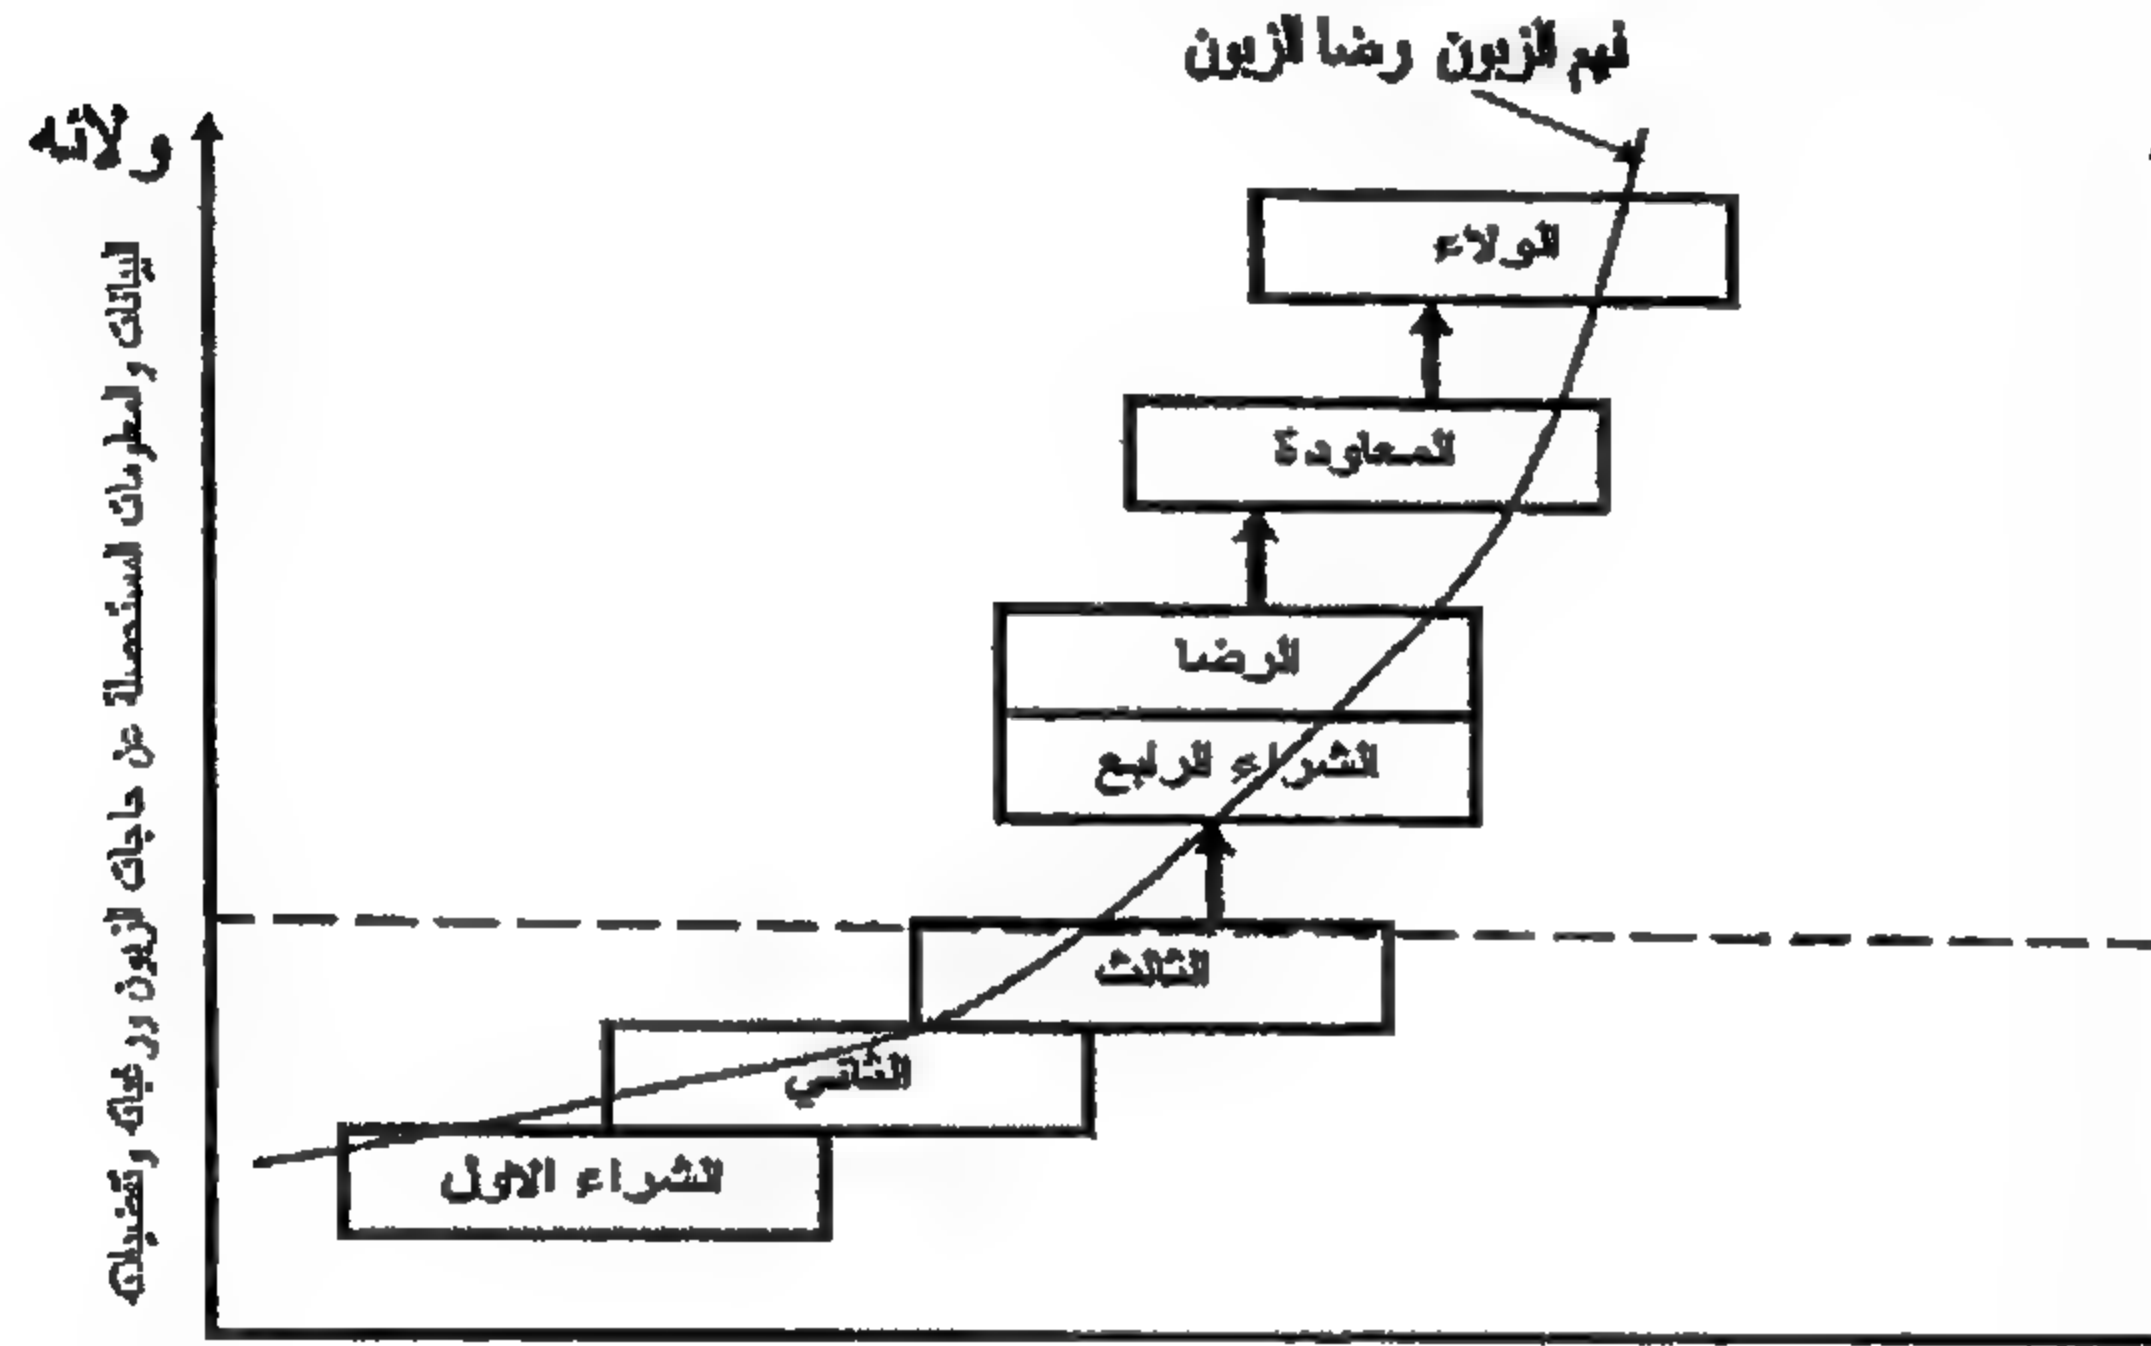 فهم الزبون رضا الزبون
ولائه
البيانات والمعلومات المستحصلة عن حاجات الزبون ورغباته وتفضيلاته
الولاء
المعاودة
الرضا
الشراء الرابع
الثالث
الثاني
الشراء الاول